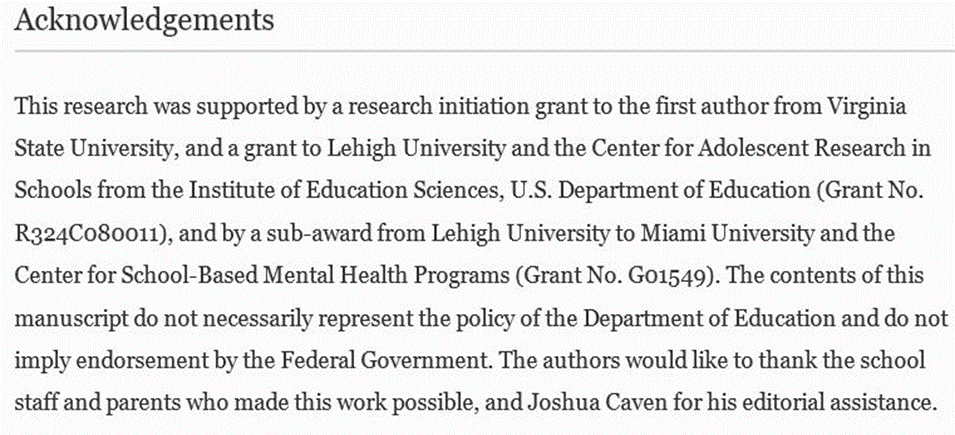 Acknowledgements
This research was supported by a research initiation grant to the first author from Virginia
State University, and a grant to Lehigh University and the Center for Adolescent Research in
Schools from the Institute of Education Sciences, U.S. Department of Education (Grant No.
R324C080011), and by a sub-award from Lehigh University to Miami University and the
Center for School-Based Mental Health Programs (Grant No. G01549). The contents of this
manuscript do not necessarily represent the policy of the Department of Education and do not
imply endorsement by the Federal Government. The authors would like to thank the school
staff and parents who made this work possible, and Joshua Caven for his editorial assistance.